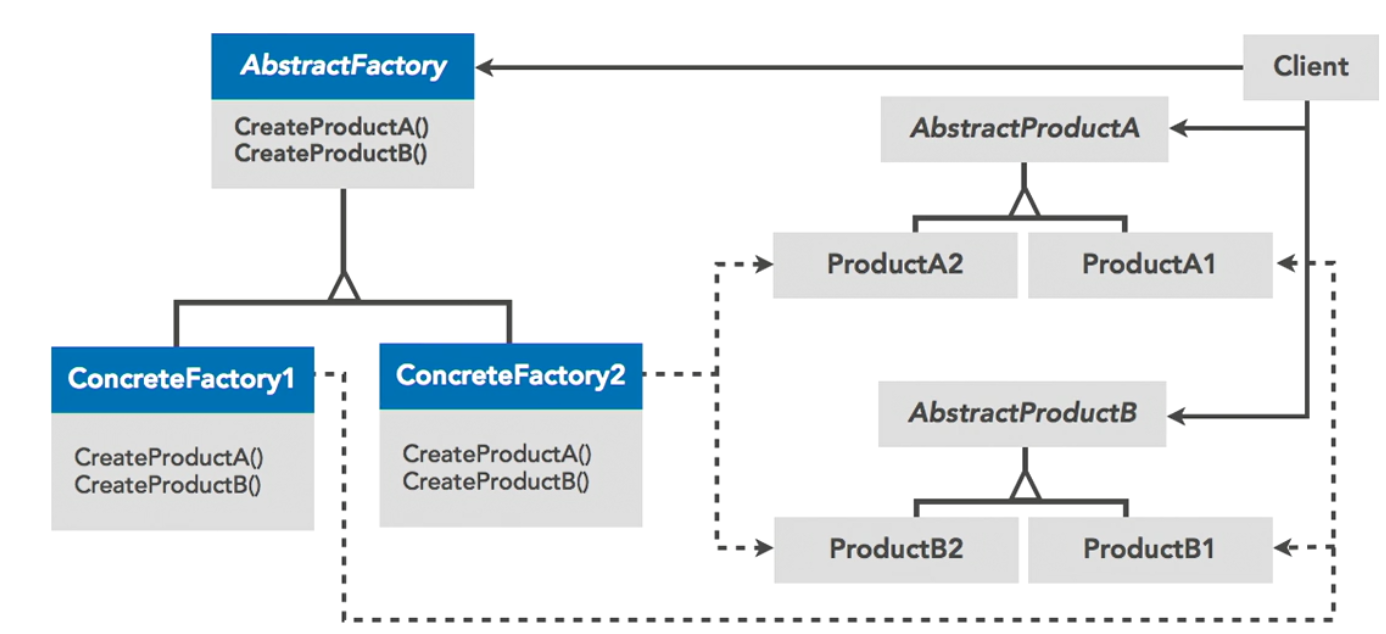 AbstractFactory
CreateProductA()
CreateProductB()
Client
AbstractProductA
ProductA2
ProductA1
ConcreteFactory1
CreateProductA()
CreateProductB()
ConcreteFactory2
CreateProductA()
CreateProductB()
AbstractProductB
ProductB2
ProductB1